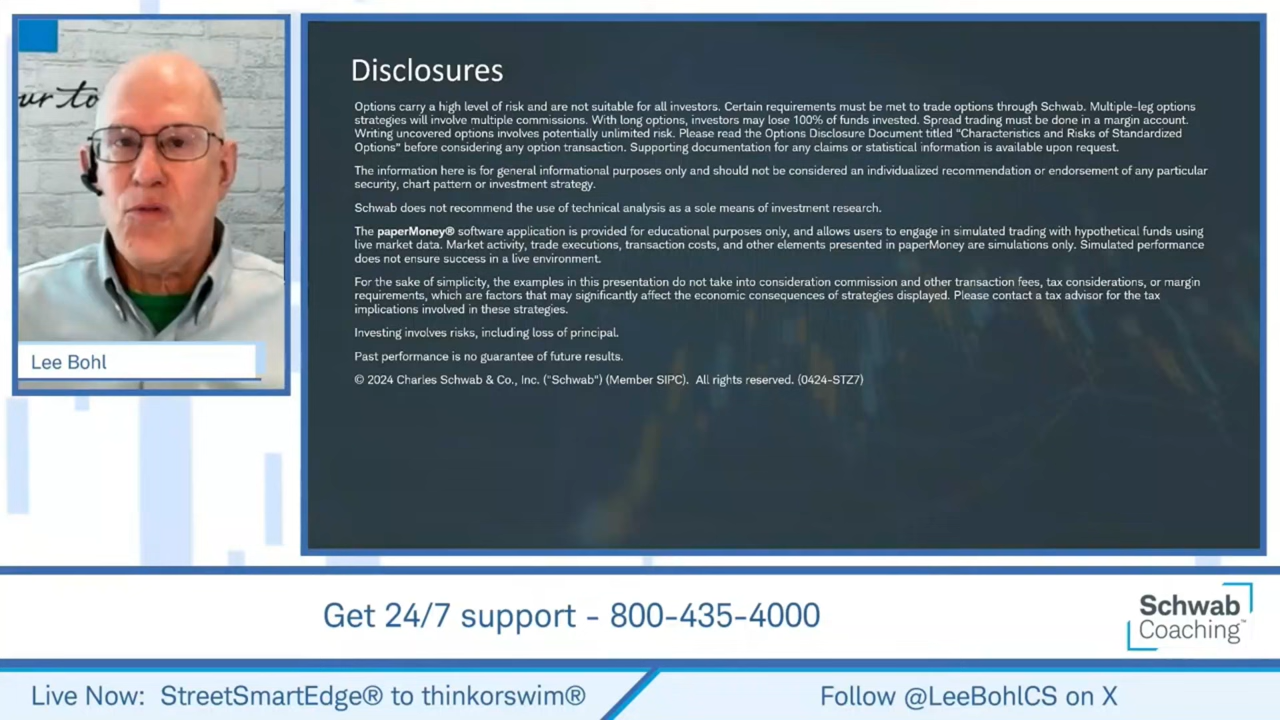 ur to
Lee Bohl
Disclosures
Options carry a high level of risk and are not suitable for all investors. Certain requirements must be met to trade options through Schwab. Multiple-leg options
strategies will involve multiple commissions. With long options, investors may lose 100% of funds invested. Spread trading must be done in a margin account.
Writing uncovered options involves potentially unlimited risk. Please read the Options Disclosure Document titled “Characteristics and Risks of Standardized
Options” before considering any option transaction. Supporting documentation for any claims or statistical information is available upon request.
The information here is for general informational purposes only and should not be considered an individualized recommendation or endorsement of any particular
security, chart pattern or investment strategy.
Schwab does not recommend the use of technical analysis as a sole means of investment research.
The paperMoney® software application is provided for educational purposes only, and allows users to engage in simulated trading with hypothetical funds using
live market data. Market activity, trade executions, transaction costs, and other elements presented in paperMoney are simulations only. Simulated performance
does not ensure success in a live environment.
For the sake of simplicity, the examples in this presentation do not take into consideration commission and other transaction fees, tax considerations, or margin
requirements, which are factors that may significantly affect the economic consequences of strategies displayed. Please contact a tax advisor for the tax
implications involved in these strategies.
Investing involves risks, including loss of principal.
Past performance is no guarantee of future results.
© 2024 Charles Schwab & Co., Inc. ("Schwab") (Member SIPC). All rights reserved. (0424-STZ7)
Get 24/7 support - 800-435-4000
Schwab
Coaching™
Live Now: StreetSmartEdge® to thinkorswim®
Follow @LeeBohlCS on X